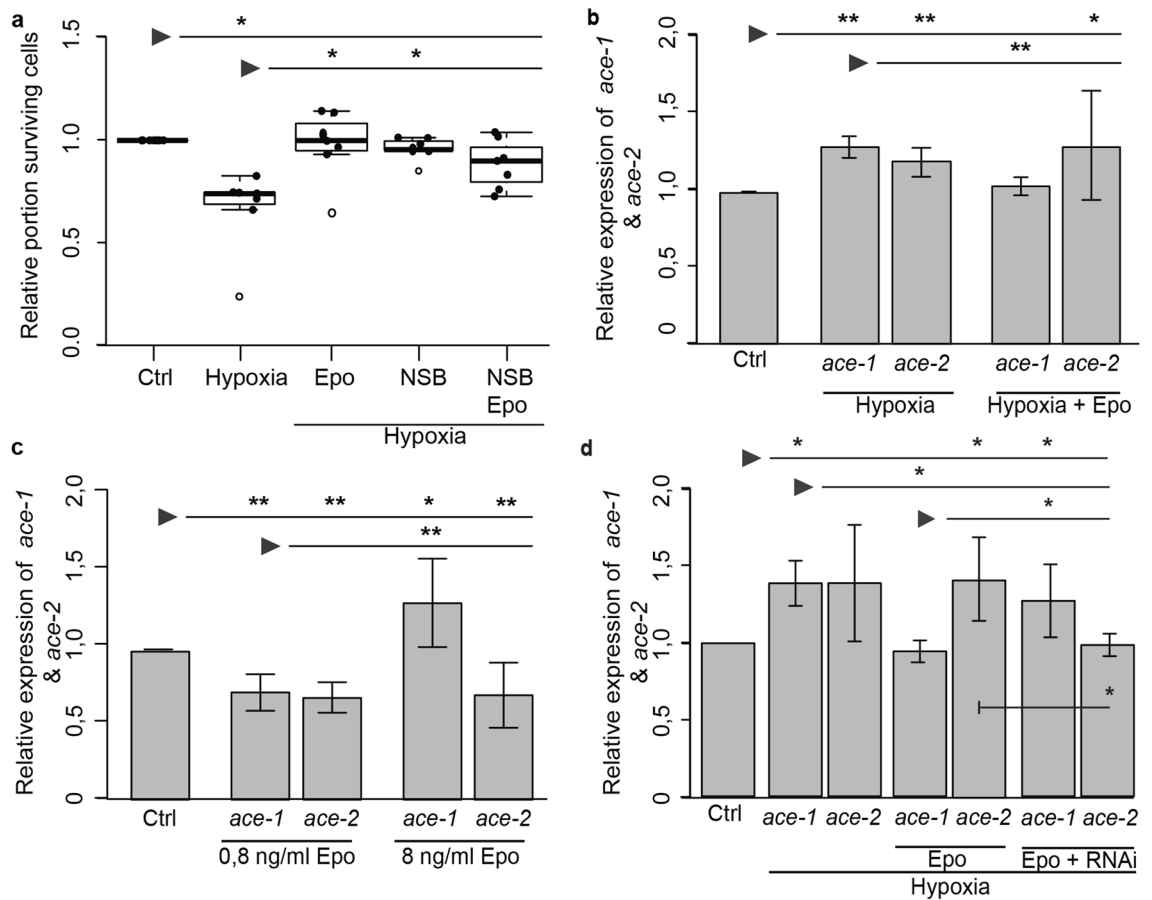 a
Relative portion surviving cells
1.5
1.0
0.5
0.0
*
* *
Ctrl Hypoxia Epo NSB NSB
Epo
Hypoxia
b
Relative expression of ace-1
& ace-2
2,0
1,5
1,0
0,5
0
** ** *
**
Ctrl ace-1 ace-2 ace-1 ace-2
Hypoxia Hypoxia + Epo
c
Relative expression of ace-1
& ace-2
2,0
1,5
1,0
0,5
0
** ** * **
**
Ctrl ace-1 ace-2 ace-1 ace-2
0,8 ng/ml Epo 8 ng/ml Epo
d
Relative expression of ace-1
& ace-2
2,0
1,5
1,0
0,5
0
* * *
*
*
*
Ctrl ace-1 ace-2 ace-1 ace-2 ace-1 ace-2
Epo Epo + RNAi
Hypoxia